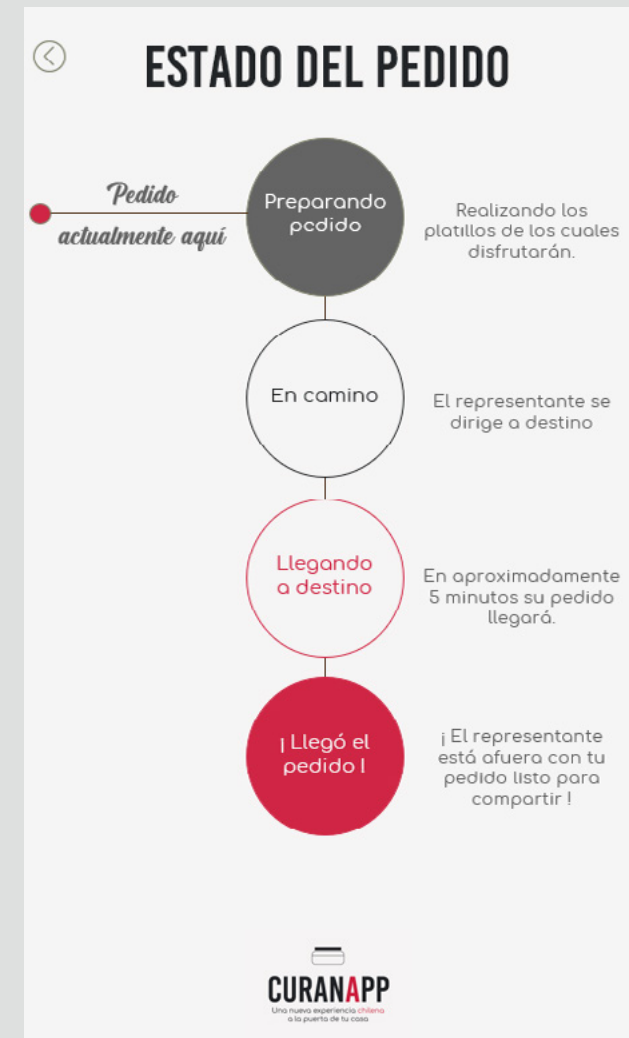 ESTADO DEL PEDIDO
Pedido
actualmente aquí
Preparando
pedido
Realizando los
platillos de los cuales
disfrutarán.
En camino
El representante se
dirige a destino
Llegando
a destino
En aproximadamente
5 minutos su pedido
llegará.
¡ Llegó el
pedido !
¡ El representante
está afuera con tu
pedido listo para
compartir !
CURANAPP
Una nueva experiencia chilena
a la puerta de tu casa